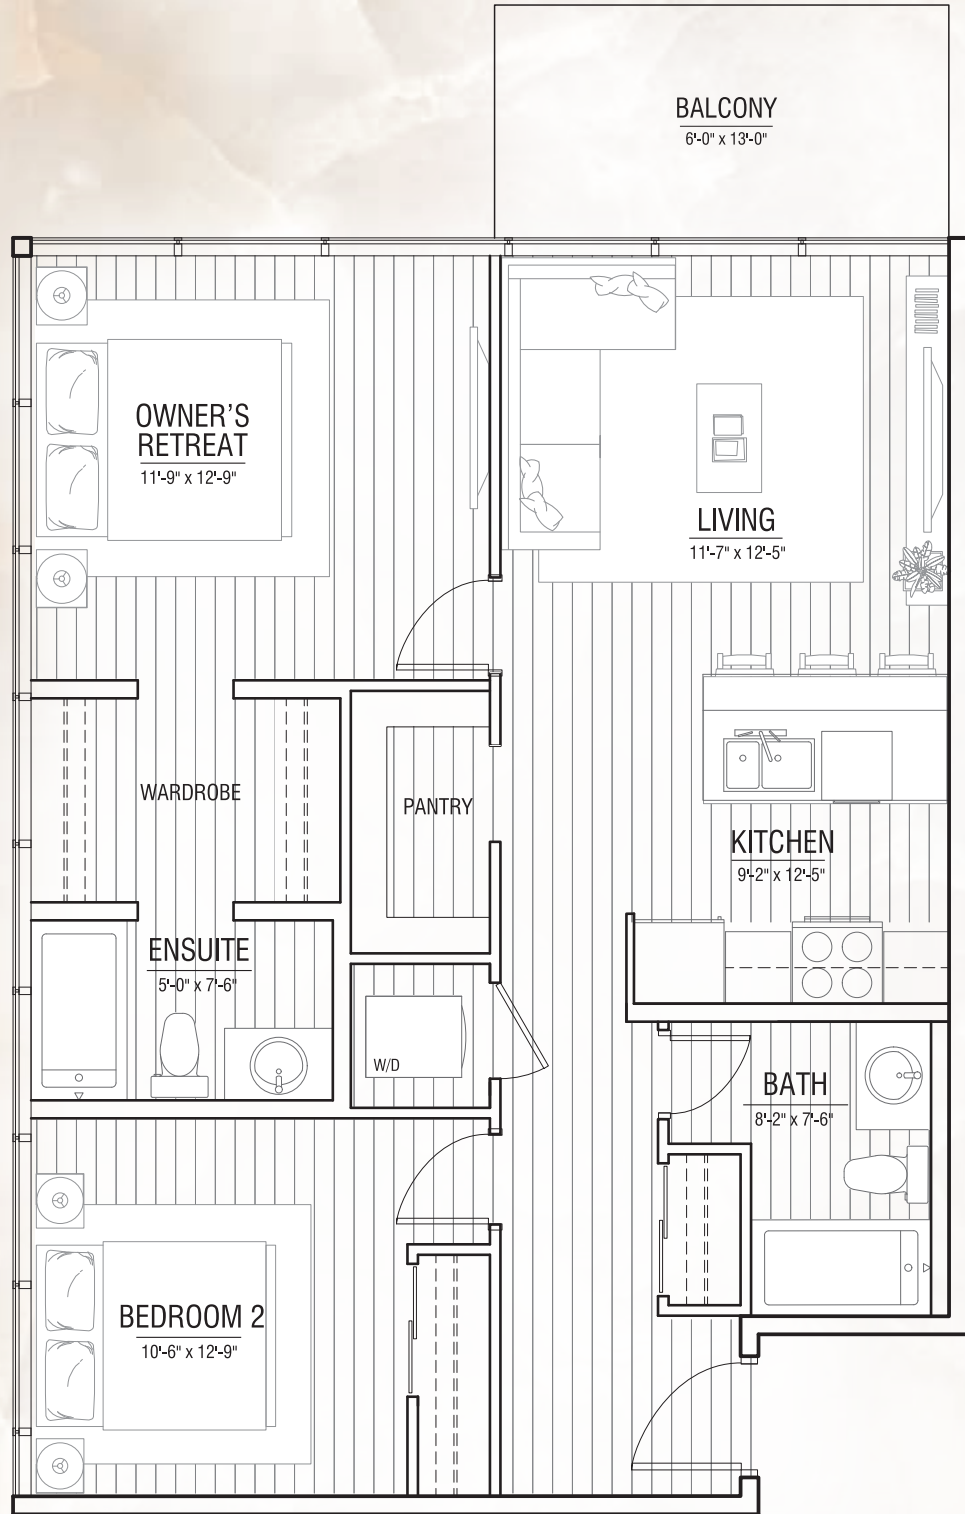 BALCONY
6'-0" x 13'-0"
OWNER'S
RETREAT
11'-9" x 12'-9"
LIVING
11'-7" x 12'-5"
WARDROBE
PANTRY
KITCHEN
9'-2" x 12'-5"
ENSUITE
5'-0" x 7'-6"
W/D
BATH
8'-2" x 7'-6"
BEDROOM 2
10'-6" x 12'-9"